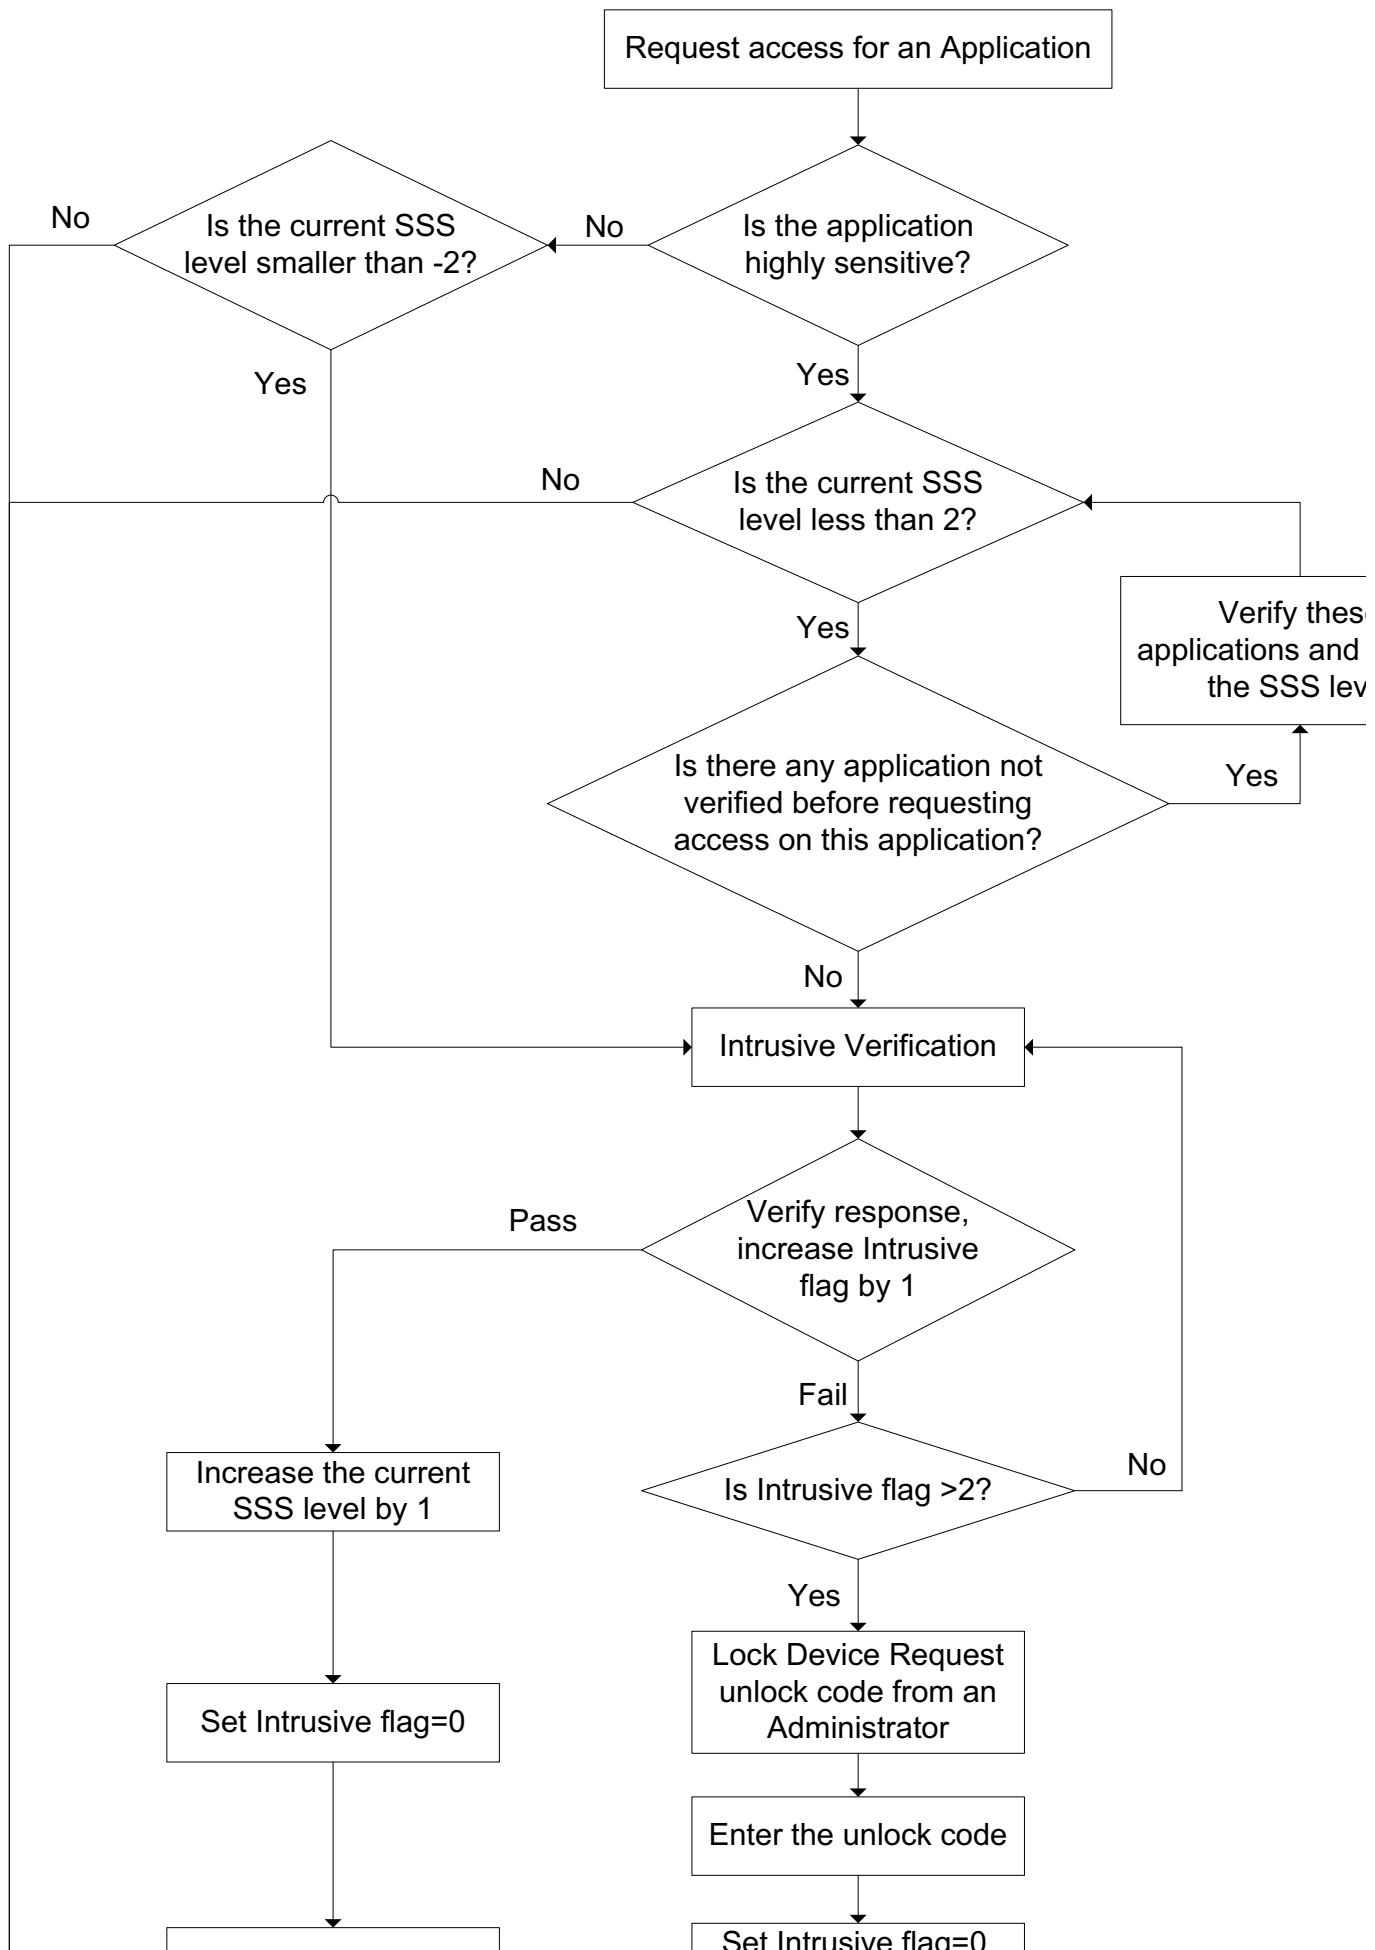 Request access for an Application
No
Is the current SSS
level smaller than -2?
No
Is the application
highly sensitive?
Yes
Yes
No
Is the current SSS
level less than 2?
Yes
Verify
applications and
the SSS
Is there any application not
verified before requesting
access on this application?
Yes
No
Intrusive Verification
Pass
Verify response,
increase Intrusive
flag by 1
Fail
Increase the current
SSS level by 1
Is Intrusive flag >2?
No
Yes
Lock Device Request
unlock code from an
Administrator
Set Intrusive flag=0
Enter the unlock code
Set Intrusive flag=0